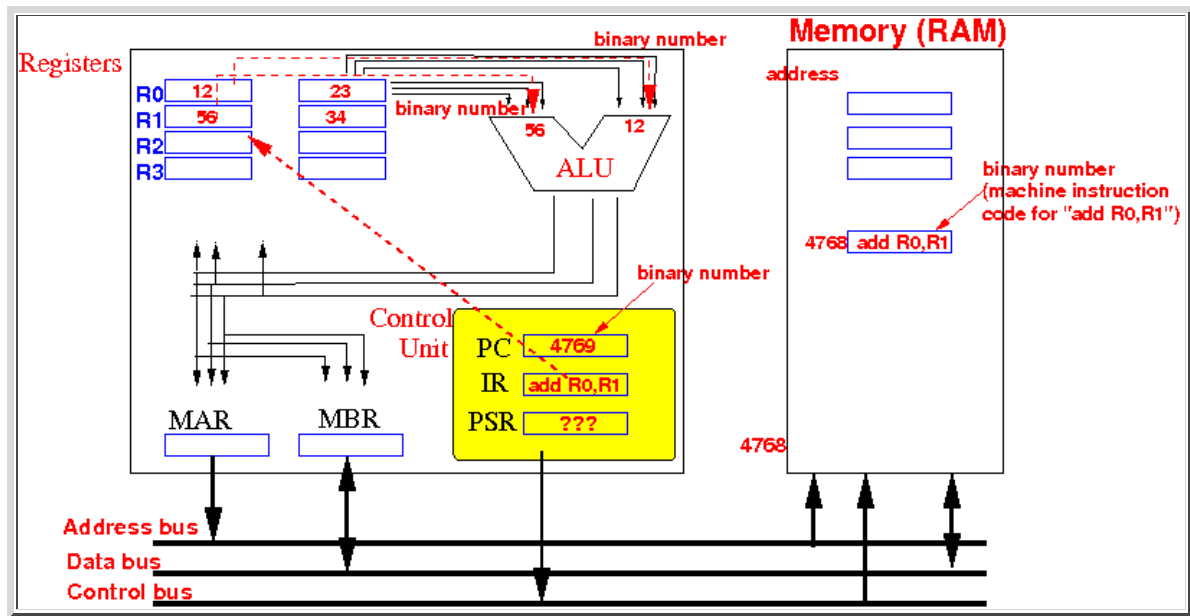 Memory (RAM)
binary number
Registers
address
R0 12 23
R1 56 34
binary number
56 12
R2
R3
ALU
binary number
(machine instruction
code for "add R0,R1")
4768 add R0,R1
binary number
Control
Unit
PC 4769
IR add R0,R1
PSR ???
MAR
MBR
4768
Address bus
Data bus
Control bus